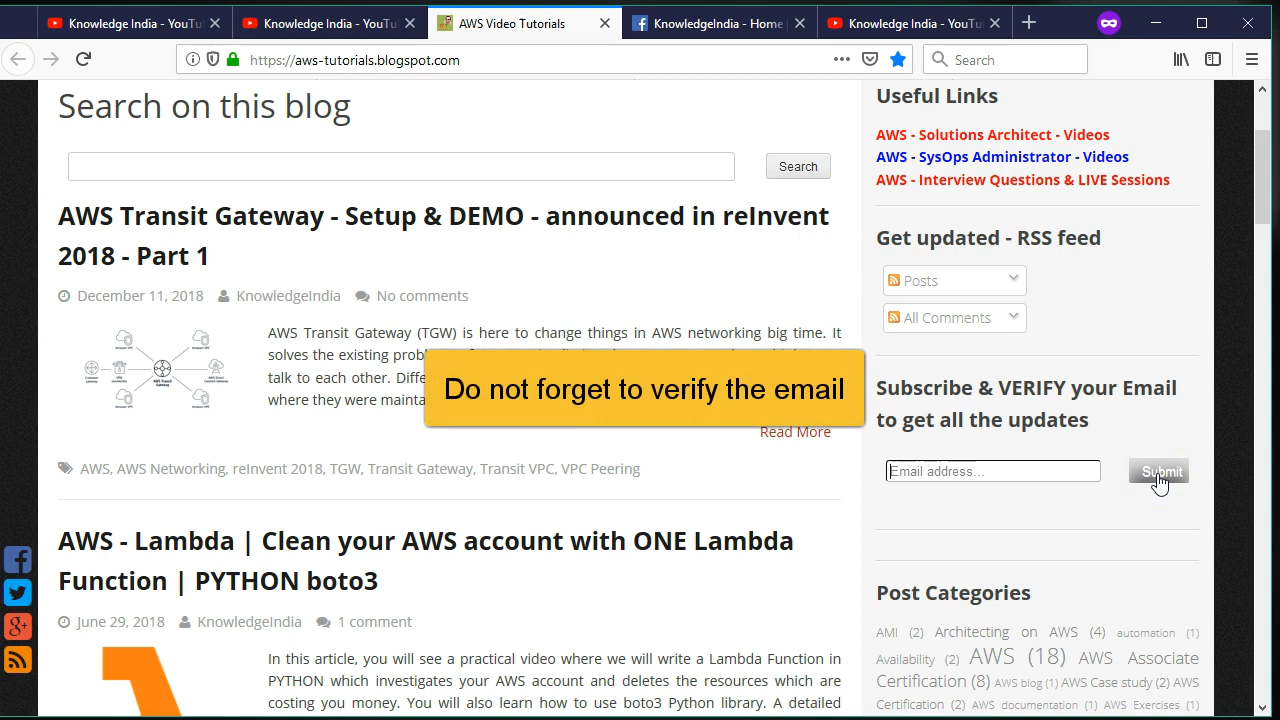 Knowledge India - YouTu
Knowledge India - YouTu
AWS Video Tutorials
KnowledgeIndia - Home
Knowledge India - YouTu
https://aws-tutorials.blogspot.com
Search
Search on this blog
Search
AWS Transit Gateway - Setup & DEMO - announced in reInvent
2018 - Part 1
December 11, 2018 KnowledgeIndia No comments
AWS Transit Gateway (TGW) is here to change things in AWS networking big time. It
solves the existing
talk to each other.
where they were
Do not forget to verify the email
Read More
AWS, AWS Networking, reInvent 2018, TGW, Transit Gateway, Transit VPC, VPC Peering
AWS - Lambda | Clean your AWS account with ONE Lambda
Function | PYTHON boto3
June 29, 2018 KnowledgeIndia 1 comment
In this article, you will see a practical video where we will write a Lambda Function in
PYTHON which investigates your AWS account and deletes the resources which are
costing you money. You will also learn how to use boto3 Python library. A detailed
Useful Links
AWS - Solutions Architect - Videos
AWS - SysOps Administrator - Videos
AWS - Interview Questions & LIVE Sessions
Get updated - RSS feed
Posts
All Comments
Subscribe & VERIFY your Email
to get all the updates
Email address...
Submit
Post Categories
AMI (2) Architecting on AWS (4) automation (1)
Availability (2) AWS (18) AWS Associate
Certification (8) AWS blog (1) AWS Case study (2) AWS
Certification (2) AWS documentation (1) AWS Exercises (1)